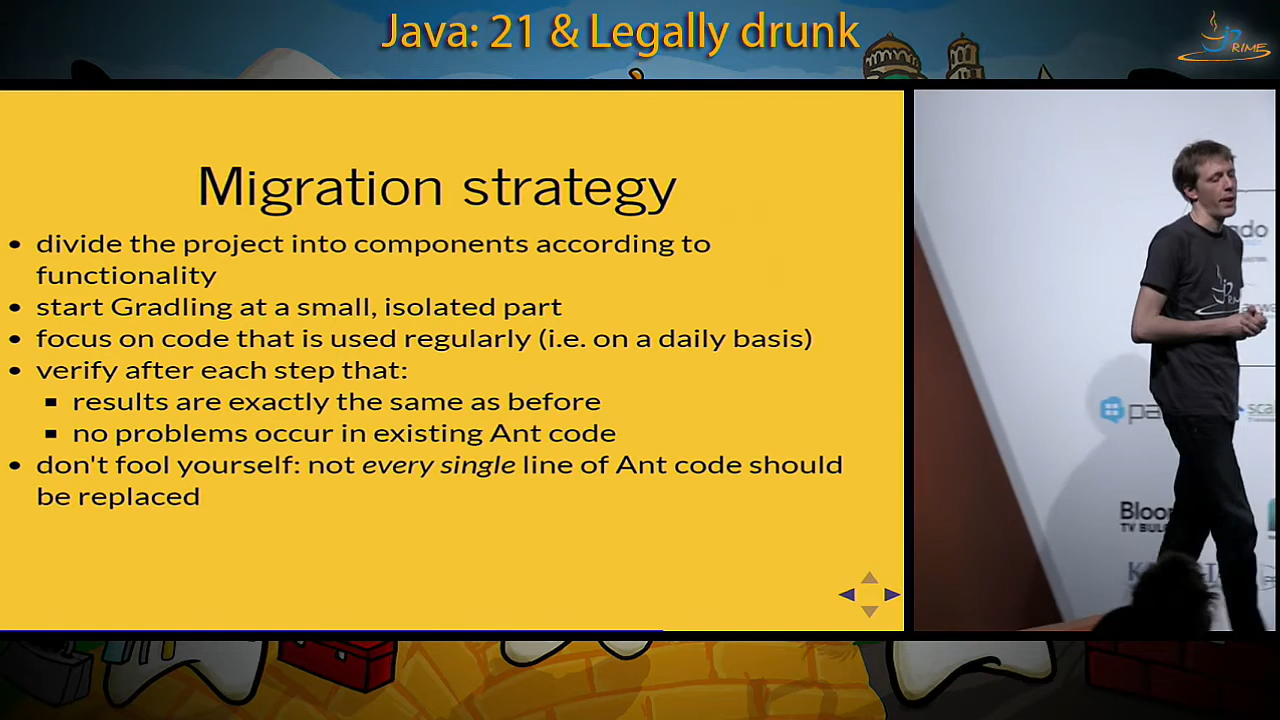 Java: 21 & Legally drunk
PRIME
Migration strategy
• divide the project into components according to
functionality
• start Gradling at a small, isolated part
• focus on code that is used regularly (i.e. on a daily basis)
• verify after each step that:
▪ results are exactly the same as before
▪ no problems occur in existing Ant code
• don't fool yourself: not every single line of Ant code should
be replaced